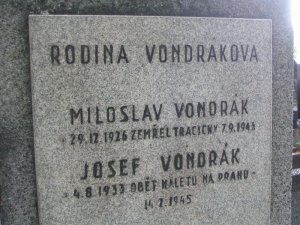 RODINA VONDRÁKOVA
MILOSLAV VONDRÁK
29.12.1926 ZEMŘEL TRAGICKY 7.9.1943
JOSEF VONDRÁK
4.8.1933 OBĚŤ NÁLETU NA PRAHU
14.2.1945